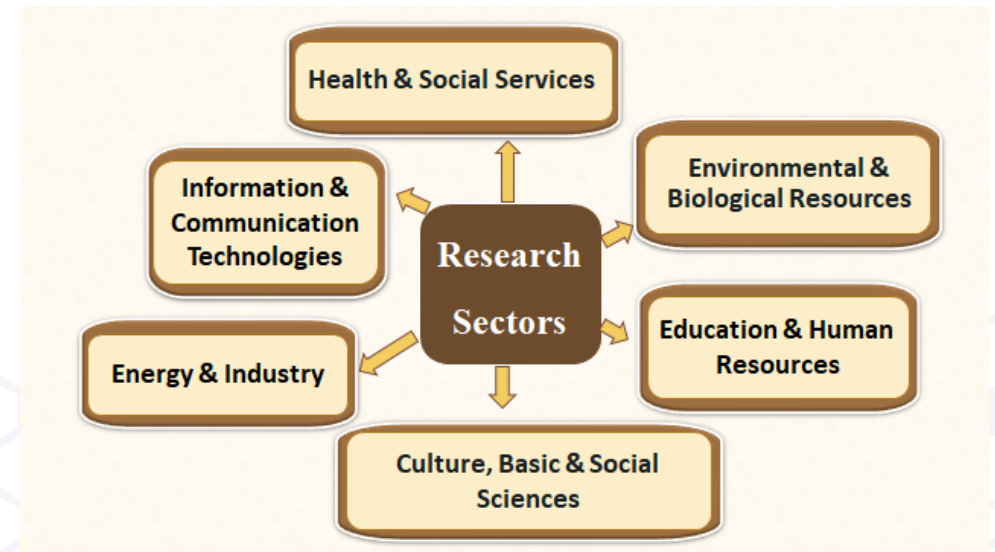 Health & Social Services
Environmental &
Biological Resources
Information &
Communication
Technologies
Research
Sectors
Education & Human
Resources
Energy & Industry
Culture, Basic & Social
Sciences